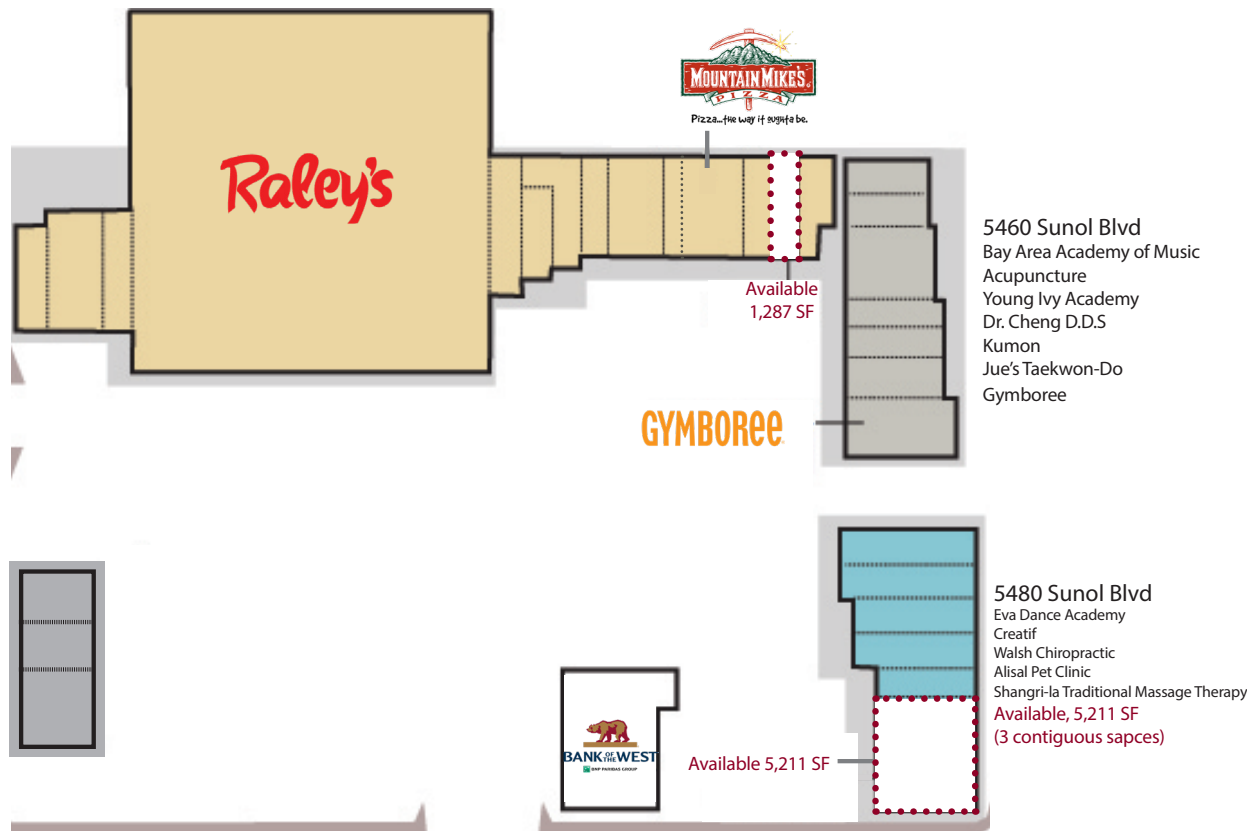 MOUNTAIN MIKE'S
PIZZA
Pizza...the way it oughta be.
Raley's
Available
1,287 SF
5460 Sunol Blvd
Bay Area Academy of Music
Acupuncture
Young Ivy Academy
Dr. Cheng D.D.S
Kumon
Jue's Taekwon-Do
Gymboree
GYMBOREE
5480 Sunol Blvd
Eva Dance Academy
Creatif
Walsh Chiropractic
Alisal Pet Clinic
Shangri-la Traditional Massage Therapy
Available, 5,211 SF
(3 contiguous sapces)
BANK OF THE WEST
BNP PARIBAS GROUP
Available 5,211 SF